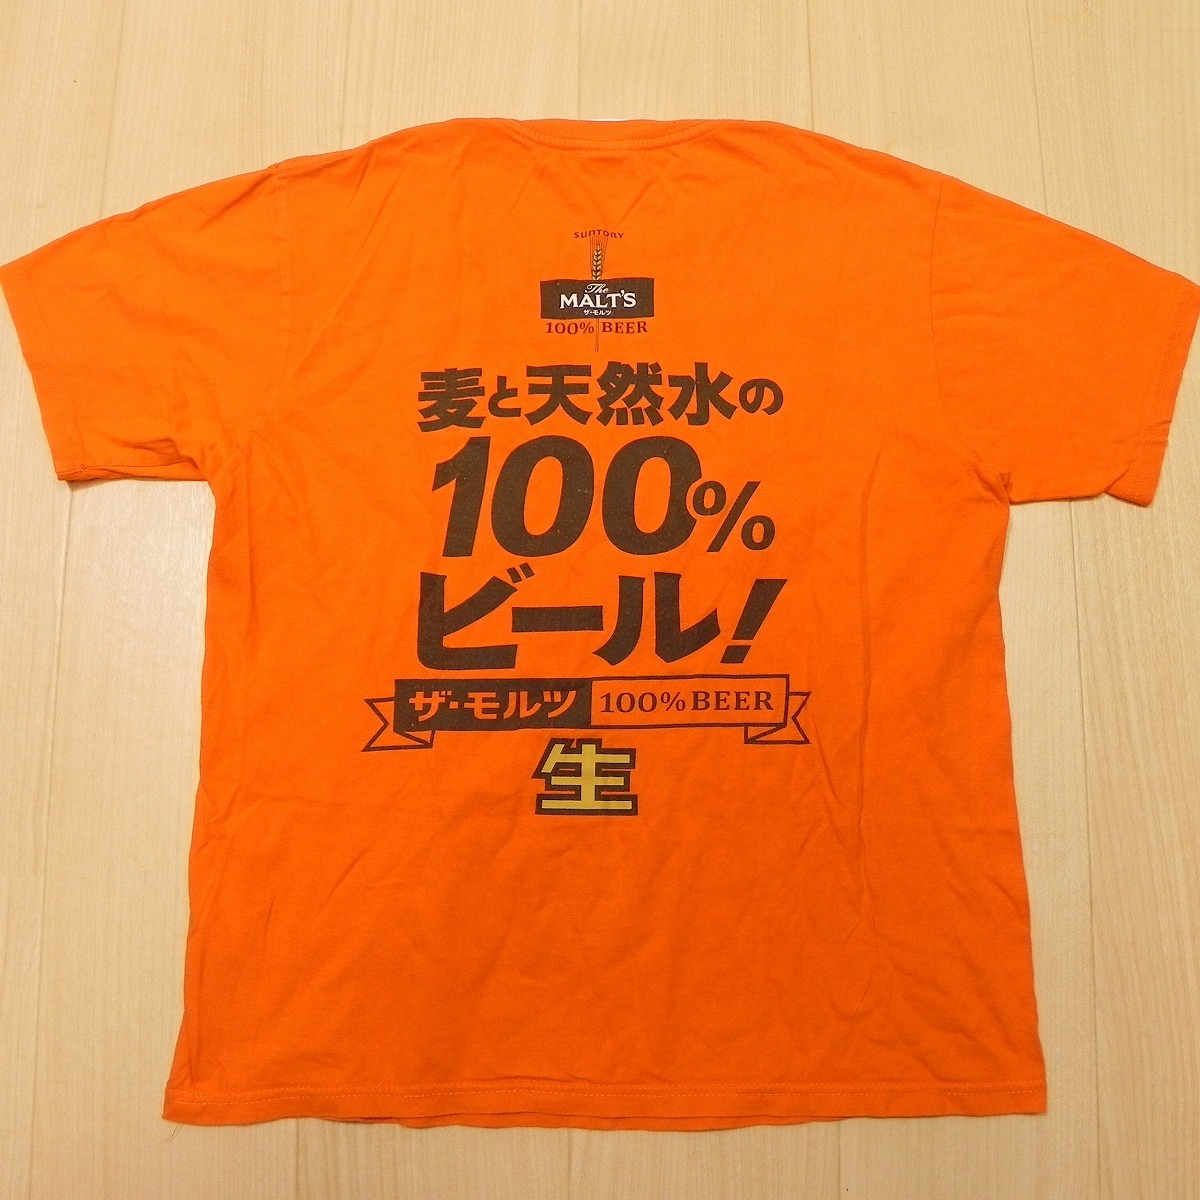 SUNTORY
The
MALT'S
ザ・モルツ
100% BEER
麦と天然水の
100%
ビール!
ザ・モルツ 100% BEER
生